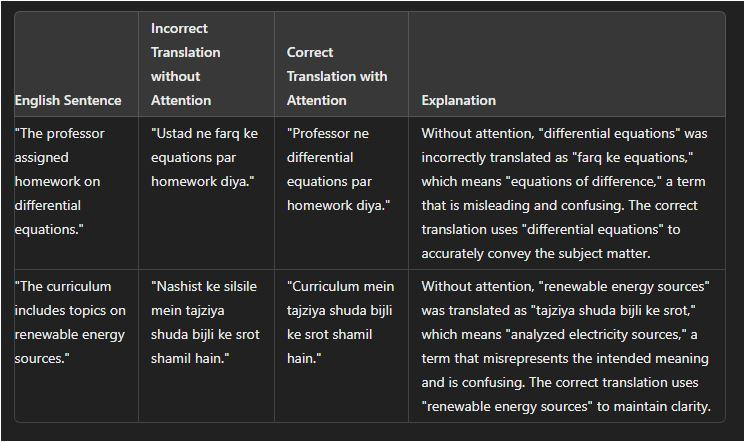 English Sentence
Incorrect
Translation
without
Attention
Correct
Translation with
Attention
Explanation
"The professor
assigned
homework on
differential
equations."
"Ustad ne farq ke
equations par
homework diya."
"Professor ne
differential
equations par
homework diya."
Without attention, "differential equations" was
incorrectly translated as "farq ke equations,"
which means "equations of difference," a term
that is misleading and confusing. The correct
translation uses "differential equations" to
accurately convey the subject matter.
"The curriculum
includes topics on
renewable energy
sources."
"Nashist ke silsile
mein tajziya
shuda bijli ke srot
shamil hain."
"Curriculum mein
tajziya shuda bijli
ke srot shamil
hain."
Without attention, "renewable energy sources"
was translated as "tajziya shuda bijli ke srot,"
which means "analyzed electricity sources," a
term that misrepresents the intended meaning
and is confusing. The correct translation uses
"renewable energy sources" to maintain clarity.